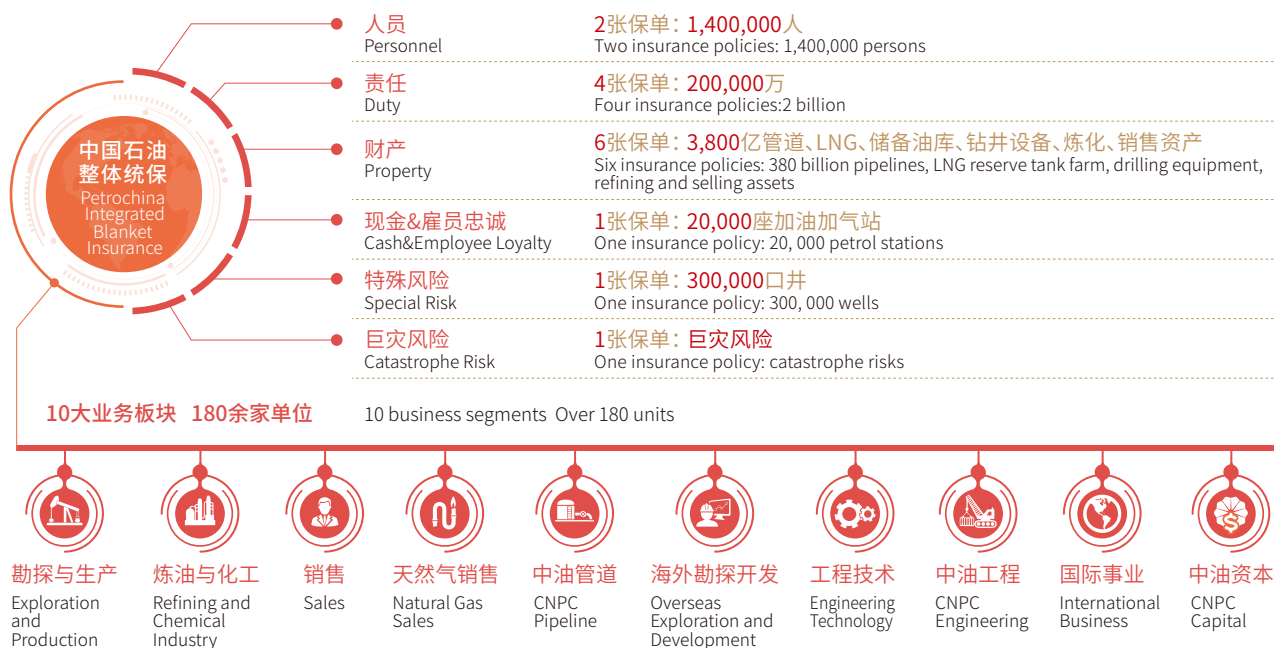 中国石油
整体统保
Petrochina
Integrated
Blanket
Insurance
人员
Personnel
2张保单：1,400,000人
Two insurance policies: 1,400,000 persons
责任
Duty
4张保单：200,000万
Four insurance policies:2 billion
财产
Property
6张保单：3,800亿管道、LNG、储备油库、钻井设备、炼化、销售资产
Six insurance policies: 380 billion pipelines, LNG reserve tank farm, drilling equipment,
refining and selling assets
现金&雇员忠诚
Cash&Employee Loyalty
1张保单：20,000座加油加气站
One insurance policy: 20, 000 petrol stations
特殊风险
Special Risk
1张保单：300,000口井
One insurance policy: 300, 000 wells
巨灾风险
Catastrophe Risk
1张保单：巨灾风险
One insurance policy: catastrophe risks
10大业务板块 180余家单位
10 business segments Over 180 units
勘探与生产
Exploration
and
Production
炼油与化工
Refining and
Chemical
Industry
销售
Sales
天然气销售
Natural Gas
Sales
中油管道
CNPC
Pipeline
海外勘探开发
Overseas
Exploration and
Development
工程技术
Engineering
Technology
中油工程
CNPC
Engineering
国际事业
International
Business
中油资本
CNPC
Capital